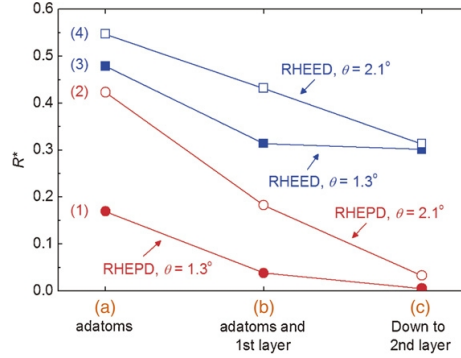 0.6
0.5
0.4
0.3
0.2
0.1
0.0
R*
(4)
(3)
(2)
(1)
RHEED, θ = 2.1°
RHEED, θ = 1.3°
RHEPD, θ = 2.1°
RHEPD, θ = 1.3°
(a)
adatoms
(b)
adatoms and
1st layer
(c)
Down to
2nd layer